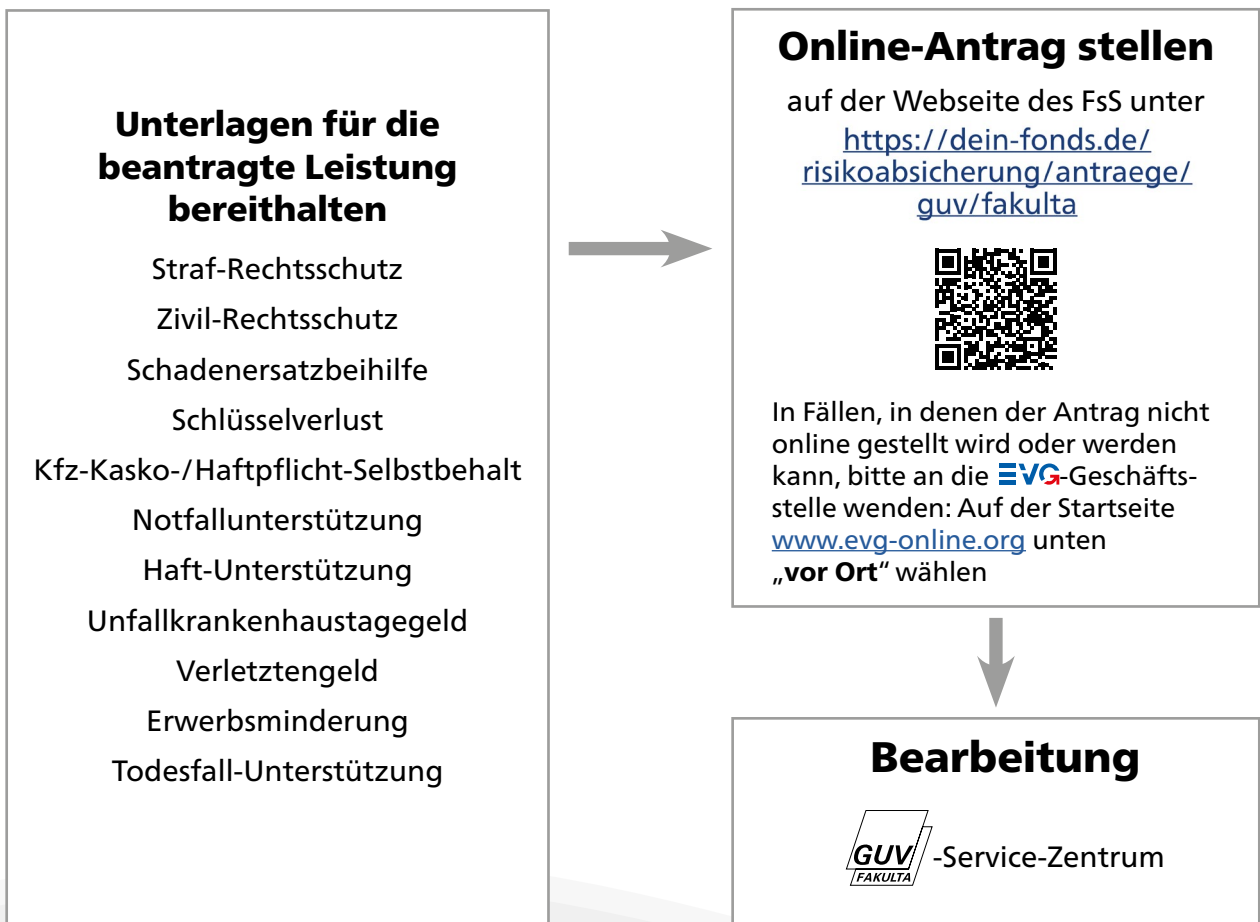 Unterlagen für die
beantragte Leistung
bereithalten
Straf-Rechtsschutz
Zivil-Rechtsschutz
Schadenersatzbeihilfe
Schlüsselverlust
Kfz-Kasko-/Haftpflicht-Selbstbehalt
Notfallunterstützung
Haft-Unterstützung
Unfallkrankenhaustagegeld
Verletztengeld
Erwerbsminderung
Todesfall-Unterstützung
Online-Antrag stellen
auf der Webseite des FsS unter
https://dein-fonds.de/
risikoabsicherung/antraege/
guv/fakulta
In Fällen, in denen der Antrag nicht
online gestellt wird oder werden
kann, bitte an die EVG-Geschäfts-
stelle wenden: Auf der Startseite
www.evg-online.org unten
„vor Ort“ wählen
Bearbeitung
GUV
FAKULTA
-Service-Zentrum